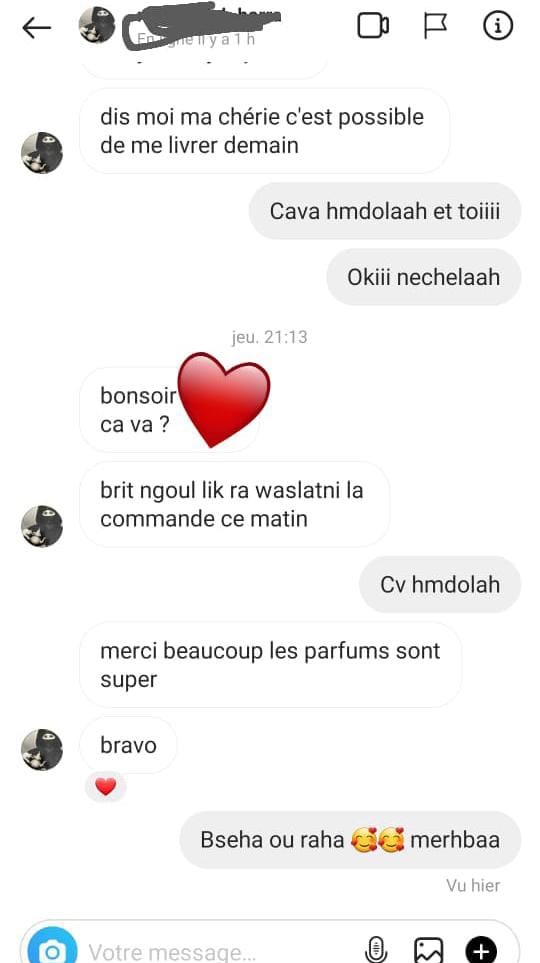 En ligne il y a 1 h
dis moi ma chérie c'est possible
de me livrer demain
Cava hmdolaah et toiiii
Okiii nechelaah
jeu. 21:13
bonsoir
ca va ?
brit ngoul lik ra waslatni la
commande ce matin
Cv hmdolah
merci beaucoup les parfums sont
super
bravo
Bseha ou raha 🥰🥰 merhbaa
Vu hier
Votre message...